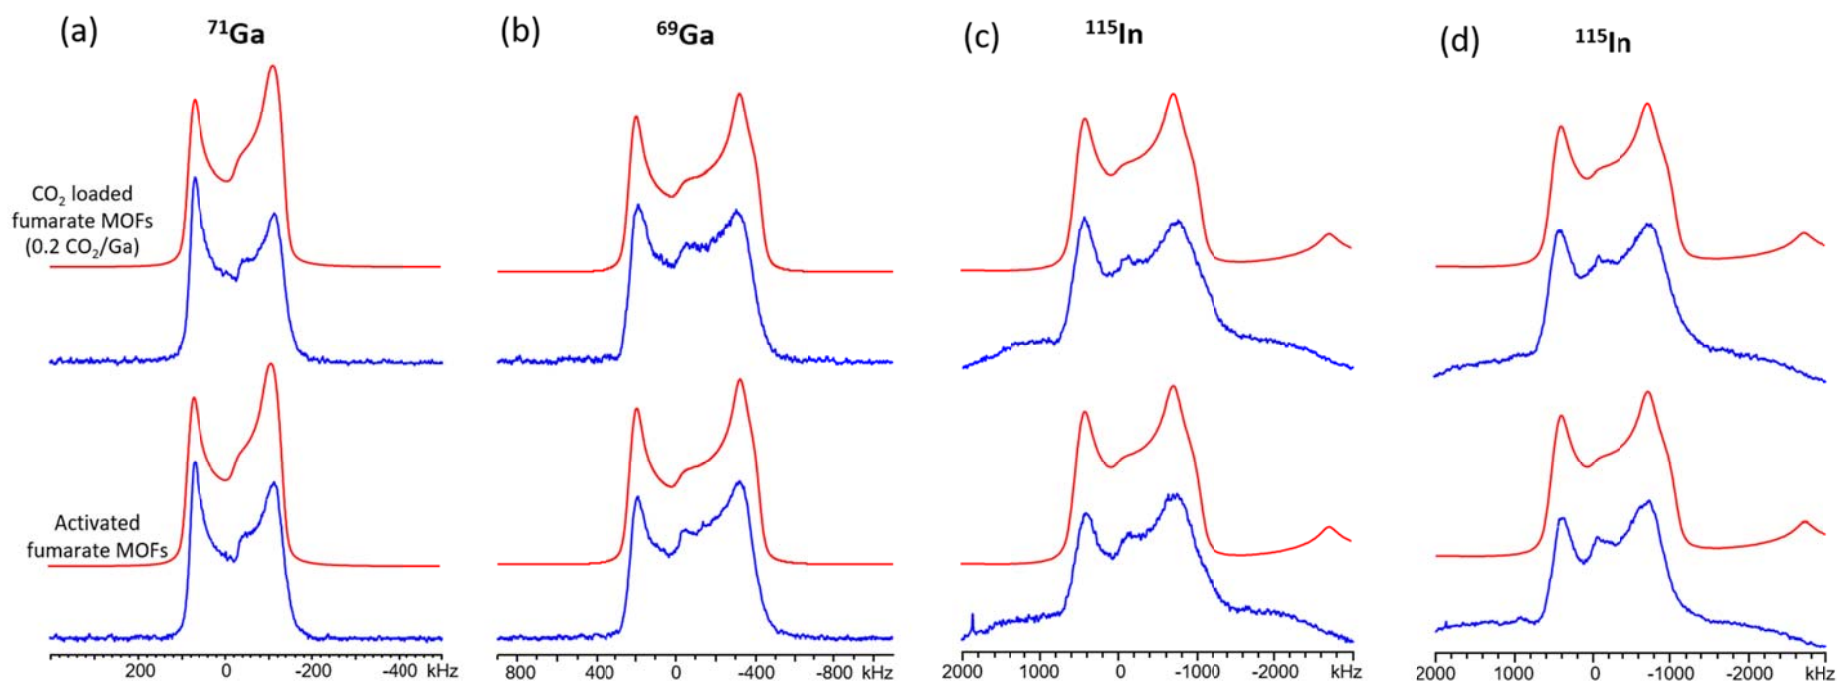 (a) ⁷¹Ga (b) ⁶⁹Ga (c) ¹¹⁵In (d) ¹¹⁵In
CO₂ loaded
fumarate MOFs
(0.2 CO₂/Ga)
Activated
fumarate MOFs
200 0 -200 -400 kHz
800 400 0 -400 -800 kHz
2000 1000 0 -1000 -2000 kHz
2000 1000 0 -1000 -2000 kHz